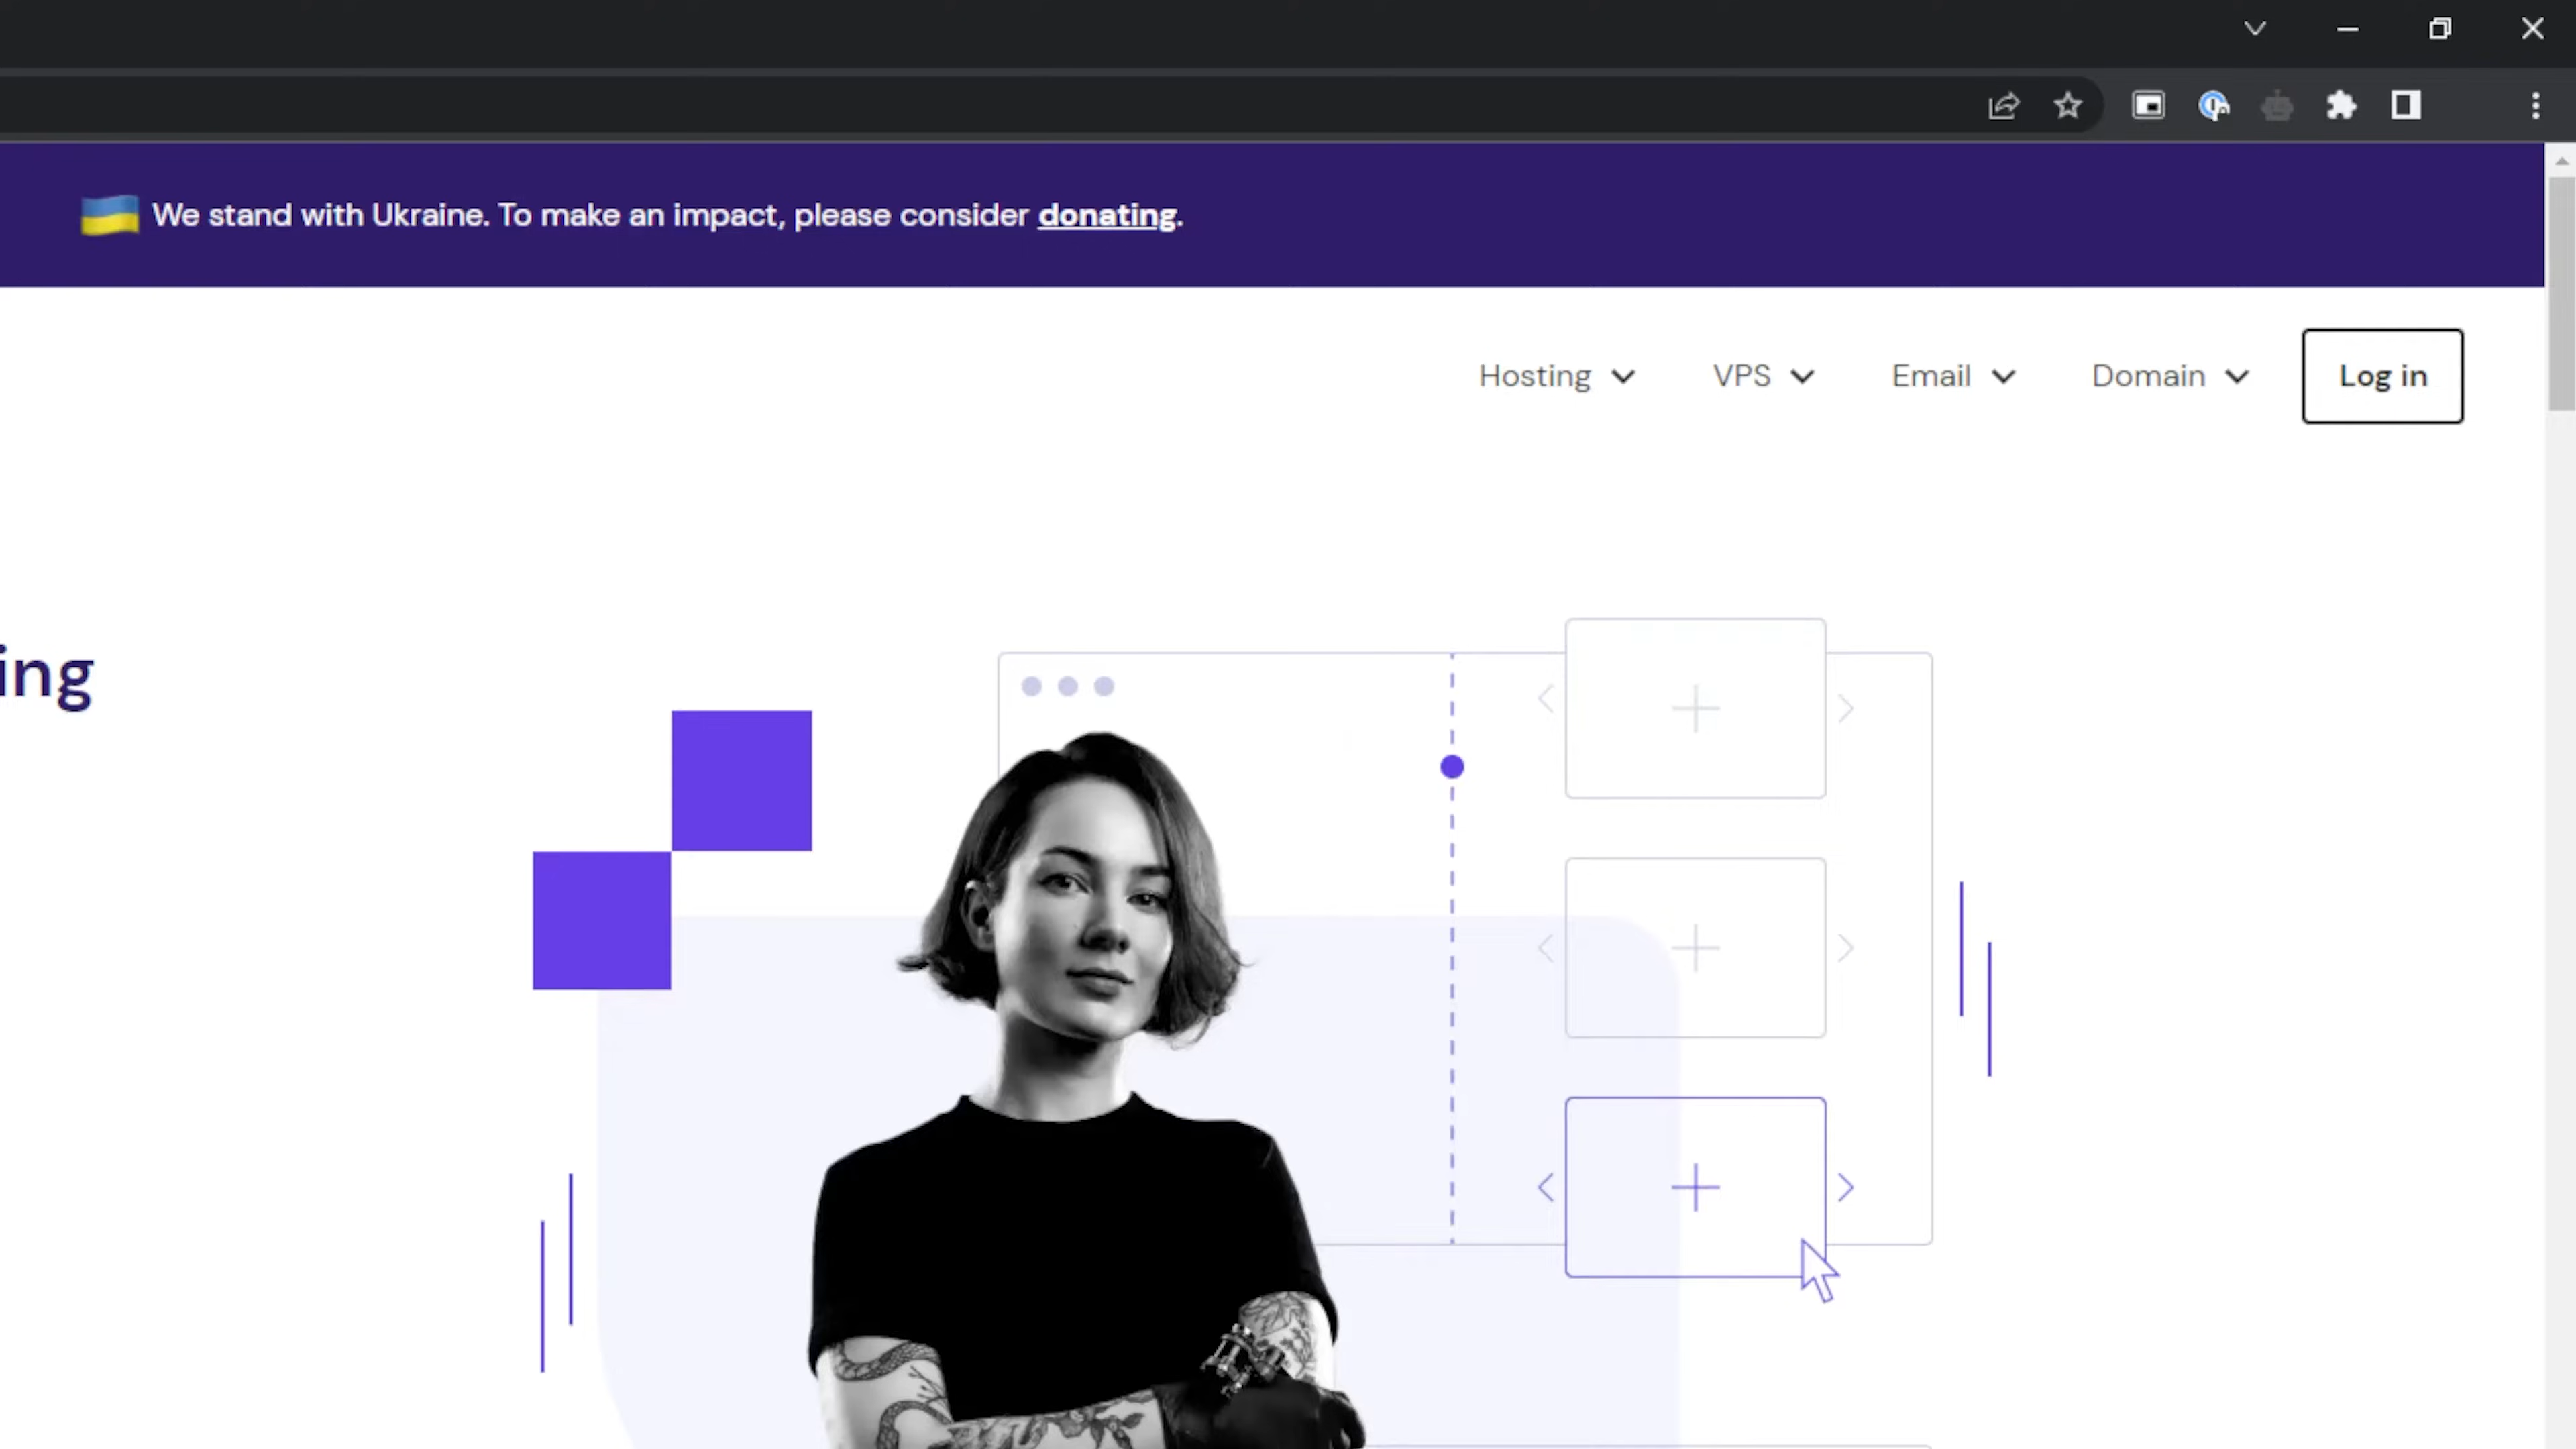 We stand with Ukraine. To make an impact, please consider donating.
Hosting VPS Email Domain Log in
ing